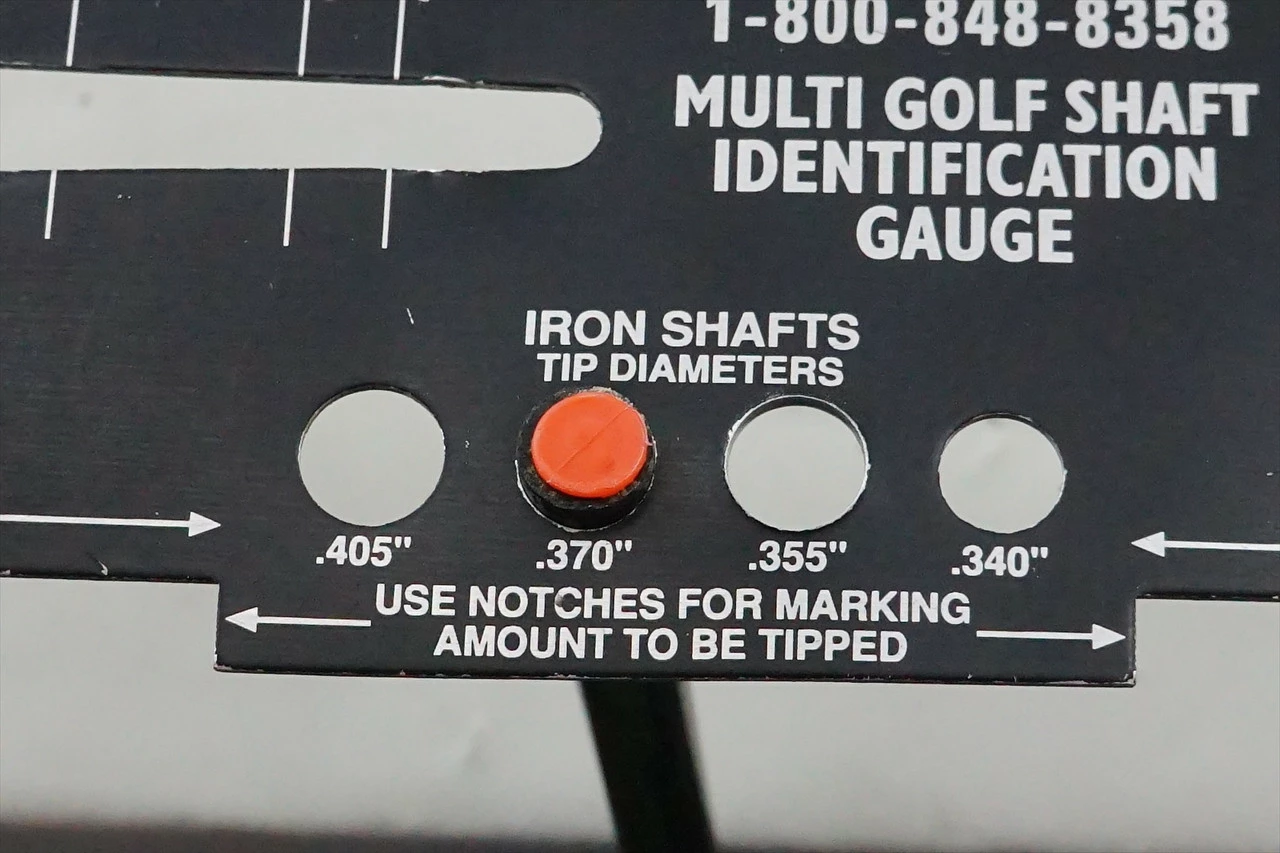 1-800-848-8358
MULTI GOLF SHAFT
IDENTIFICATION
GAUGE
IRON SHAFTS
TIP DIAMETERS
.405" .370" .355" .340"
USE NOTCHES FOR MARKING
AMOUNT TO BE TIPPED